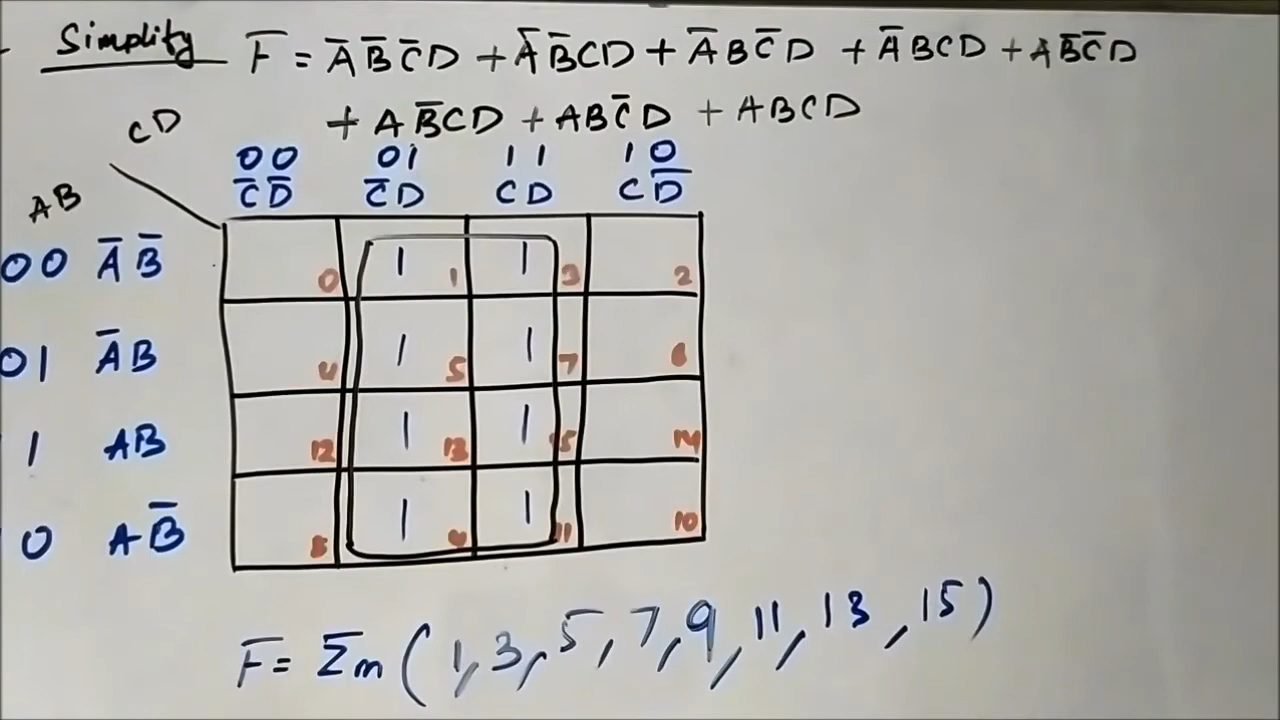 Simplity F = A̅B̅C̅D + A̅B̅CD + A̅BC̅D + A̅BCD + AB̅C̅D
+ AB̅CD + ABC̅D + ABCD
CD
00 01 11 10
C̅D̅ C̅D CD CD̅
AB
00 A̅B̅ 1 1 1 3 2
0
01 A̅B 1 1
4 5 7 6
1 AB 1 1
12 13 15 14
0 AB̅ 1 1
8 9 11 10
F = Σm (1,3,5,7,9,11,13,15)